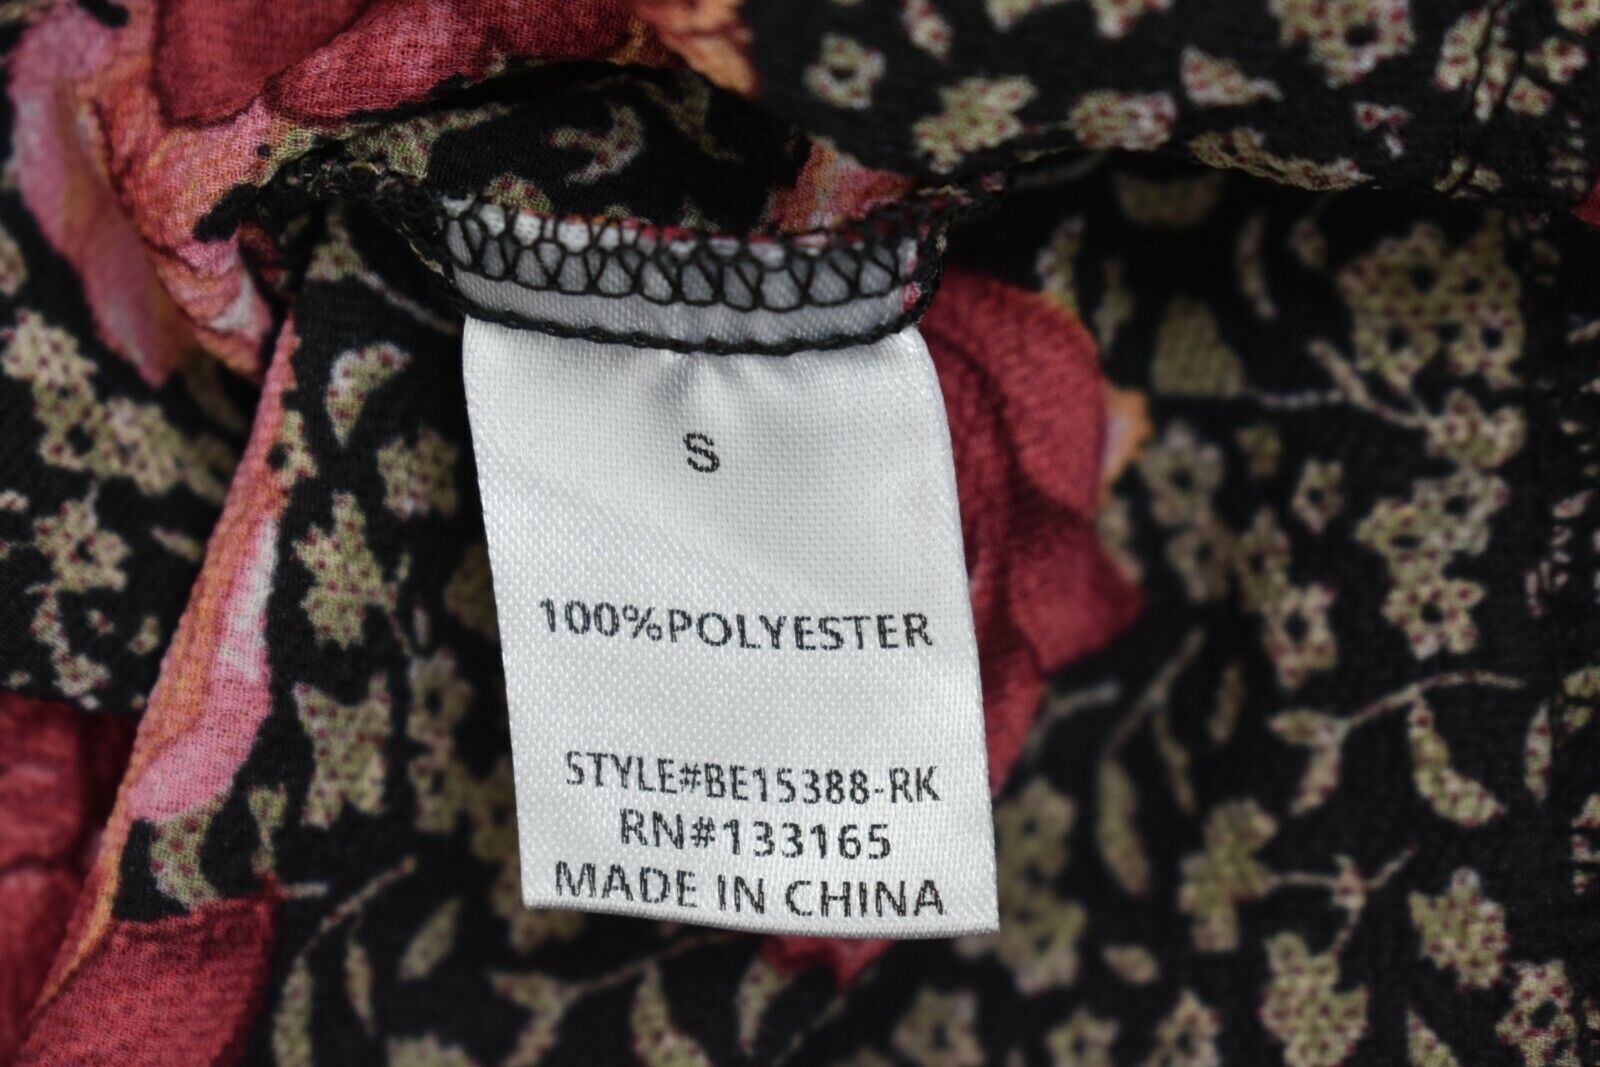 S
100%POLYESTER
STYLE#BE15388-RK
RN#133165
MADE IN CHINA